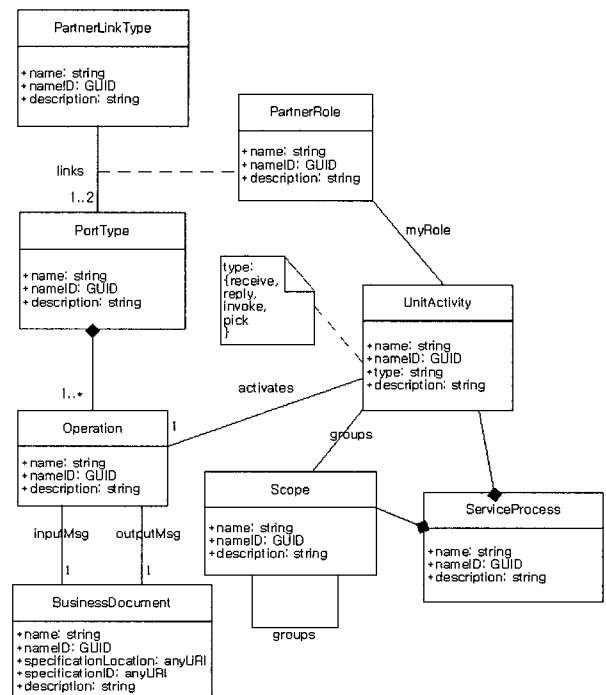 PartnerLinkType
+name: string
+nameID: GUID
+description: string
PartnerRole
+name: string
+nameID: GUID
+description: string
links
1..2
PortType
+name: string
+nameID: GUID
+description: string
myRole
type:
{receive,
reply,
invoke,
pick
}
UnitActivity
+name: string
+nameID: GUID
+type: string
+description: string
activates
1..*
1
Operation
+name: string
+nameID: GUID
+description: string
groups
Scope
+name: string
+nameID: GUID
+description: string
ServiceProcess
+name: string
+nameID: GUID
+description: string
inputMsg
outputMsg
1
1
BusinessDocument
+name: string
+nameID: GUID
+specificationLocation: anyURI
+specificationID: anyURI
+description: string
groups